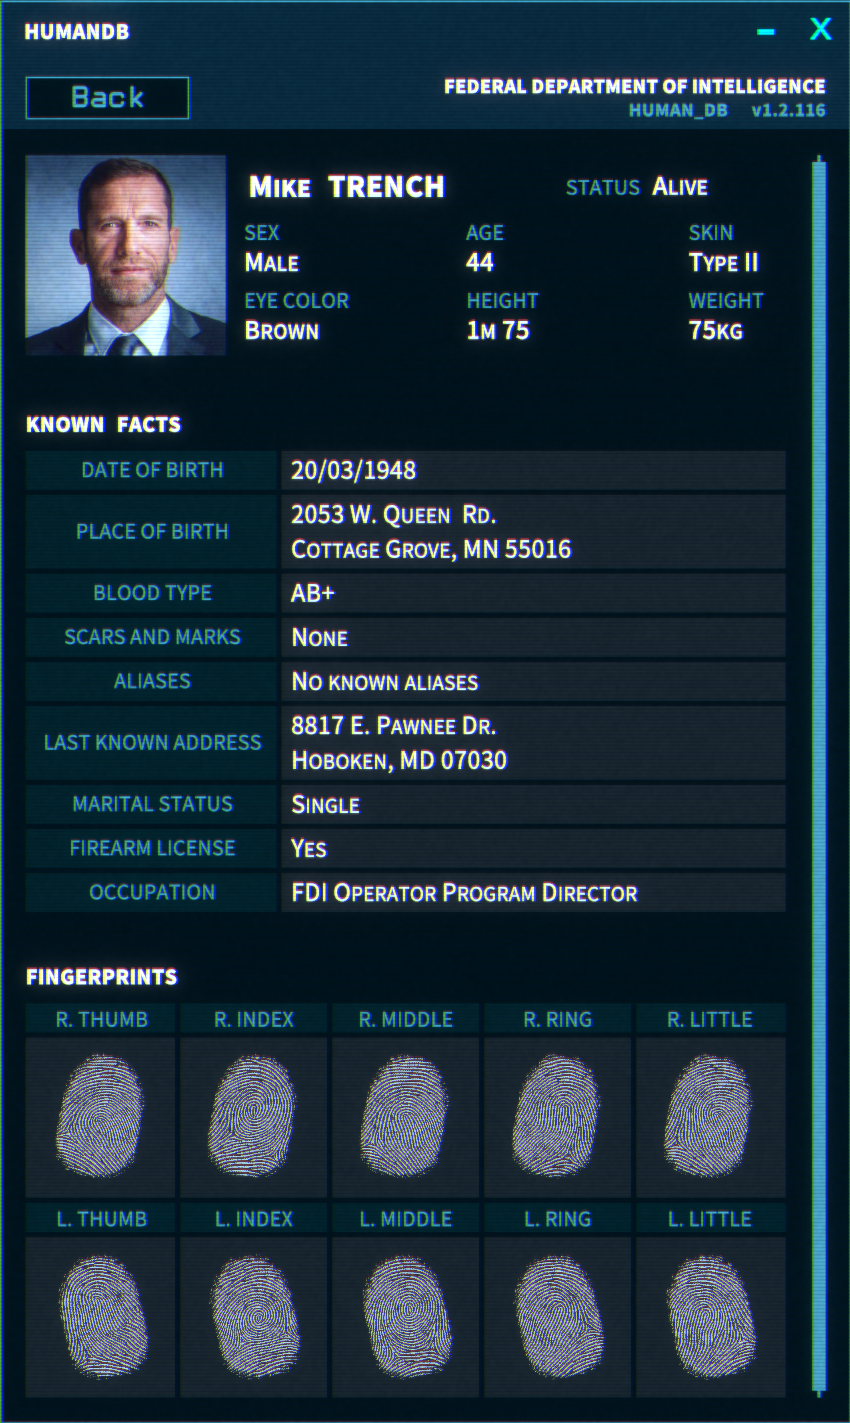 HUMANDB
– X
Back
FEDERAL DEPARTMENT OF INTELLIGENCE
HUMAN_DB v1.2.116
Mike TRENCH
STATUS Alive
SEX AGE SKIN
Male 44 Type II
EYE COLOR HEIGHT WEIGHT
Brown 1m 75 75kg
KNOWN FACTS
DATE OF BIRTH 20/03/1948
PLACE OF BIRTH 2053 W. Queen Rd.
Cottage Grove, MN 55016
BLOOD TYPE AB+
SCARS AND MARKS None
ALIASES No known aliases
LAST KNOWN ADDRESS 8817 E. Pawnee Dr.
Hoboken, MD 07030
MARITAL STATUS Single
FIREARM LICENSE Yes
OCCUPATION FDI Operator Program Director
FINGERPRINTS
R. THUMB R. INDEX R. MIDDLE R. RING R. LITTLE
L. THUMB L. INDEX L. MIDDLE L. RING L. LITTLE